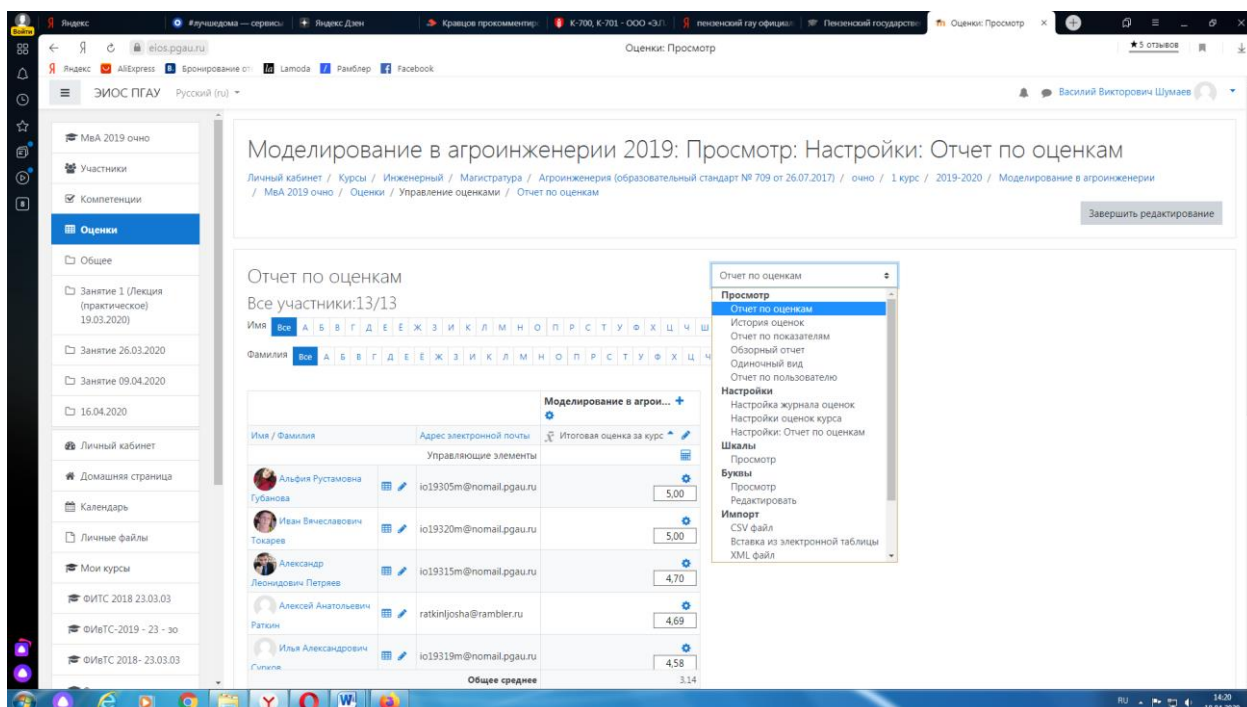 Яндекс
#лучшедома — сервисы
Яндекс Дзен
Кравцов прокомментир
К-700, К-701 - ООО «ЭЛ
пензенский гау официал
Пензенский государстве
Оценки: Просмотр
Войти
eios.pgau.ru
Оценки: Просмотр
★5 отзывов
Яндекс
AliExpress
Бронирование от
Lamoda
Рамблер
Facebook
ЭИОС ПГАУ
Русский (ru)
Василий Викторович Шумаев
МвА 2019 очно
Участники
Компетенции
Оценки
Общее
Занятие 1 (Лекция
(практическое)
19.03.2020)
Занятие 26.03.2020
Занятие 09.04.2020
16.04.2020
Личный кабинет
Домашняя страница
Календарь
Личные файлы
Мои курсы
ФИТС 2018 23.03.03
ФИвТС-2019 - 23 - зо
ФИвТС 2018- 23.03.03
Моделирование в агроинженерии 2019: Просмотр: Настройки: Отчет по оценкам
Личный кабинет / Курсы / Инженерный / Магистратура / Агроинженерия (образовательный стандарт № 709 от 26.07.2017) / очно / 1 курс / 2019-2020 / Моделирование в агроинженерии
/ МвА 2019 очно / Оценки / Управление оценками / Отчет по оценкам
Завершить редактирование
Отчет по оценкам
Все участники:13/13
Имя Все А Б В Г Д Е Ё Ж З И К Л М Н О П Р С Т У Ф Х Ц Ч Ш
Фамилия Все А Б В Г Д Е Ё Ж З И К Л М Н О П Р С Т У Ф Х Ц Ч
Моделирование в агрои...
Имя / Фамилия
Адрес электронной почты
x̄ Итоговая оценка за курс
Управляющие элементы
Альфия Рустамовна
Губанова
io19305m@nomail.pgau.ru
5,00
Иван Вячеславович
Токарев
io19320m@nomail.pgau.ru
5,00
Александр
Леонидович Петряев
io19315m@nomail.pgau.ru
4,70
Алексей Анатольевич
Раткин
ratkinljosha@rambler.ru
4,69
Илья Александрович
Сурков
io19319m@nomail.pgau.ru
4,58
Общее среднее
3,14
Отчет по оценкам
Просмотр
Отчет по оценкам
История оценок
Отчет по показателям
Обзорный отчет
Одиночный вид
Отчет по пользователю
Настройки
Настройка журнала оценок
Настройки оценок курса
Настройки: Отчет по оценкам
Шкалы
Просмотр
Буквы
Просмотр
Редактировать
Импорт
CSV файл
Вставка из электронной таблицы
XML файл
RU
14:20